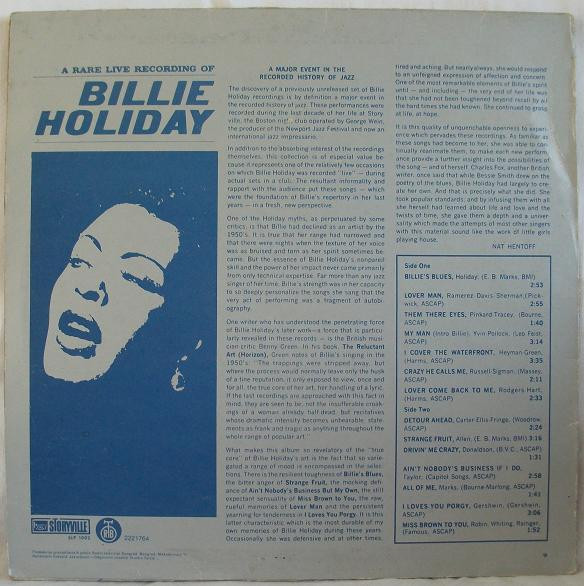 A RARE LIVE RECORDING OF
BILLIE
HOLIDAY
A MAJOR EVENT IN THE
RECORDED HISTORY OF JAZZ
The discovery of a previously unreleased set of Billie
Holiday recordings is by definition a major event in
the recorded history of jazz. These performances were
recorded during the last decade of her life at Story
ville, the Boston club operated by George Wein,
the producer of the Newport Jazz Festival and now an
international jazz impressario.
In addition to the absorbing interest of the recordings
themselves, this collection is of especial value be-
cause it represents one of the relatively few occasions
on which Billie Holiday was recorded "live" — during
actual sets in a club. The resultant informality and
rapport with the audience put these songs — which
were the foundation of Billie's repertory in her last
years — in a fresh, new perspective.
One of the Holiday myths, as perpetuated by some
critics, is that Billie had declined as an artist by the
1950's. It is true that her range had narrowed and
that there were nights when the texture of her voice
was as bruised and torn as her spirit sometimes be-
came. But the essence of Billie Holiday's nonpareil
skill and the power of her impact never came primarily
from only technical expertise. Far more than any jazz
singer of her time, Billie's strength was in her capacity
to so deeply personalize the songs she sang that the
very act of performing was a fragment of autobi-
ography.
One writer who has understood the penetrating force
of Billie Holiday's later work—a force that is particu-
larly revealed in these records — is the British musi-
cian critic Benny Green. In his book, The Reluctant
Art (Horizon), Green notes of Billie's singing in the
1950's: "The trappings were stripped away, but
where the process would normally leave only the husk
of a fine reputation, it only exposed to view, once and
for all, the true core of her art, her handling of a lyric.
If the last recordings are approached with this fact in
mind, they are seen to be, not the insufferable croak-
ings of a woman already half-dead, but recitatives
whose dramatic intensity becomes unbearable, state-
ments as frank and tragic as anything throughout the
whole range of popular art."
What makes this album so revelatory of the "true
core" of Billie Holiday's art is the fact that so varie-
gated a range of mood is encompassed in the selec-
tions. There is the resilient toughness of Billie's Blues,
the bitter anger of Strange Fruit, the mocking defi-
ance of Ain't Nobody's Business But My Own, the still
expectant sensuality of Miss Brown to You, the raw,
rueful memories of Lover Man and the persistent
yearning for tenderness in I Loves You Porgy. It is this
latter characteristic which is the most durable of my
own memories of Billie Holiday during these years.
Occasionally she was defensive and at other times,
tired and aching. But nearly always, she would respond
to an unfeigned expression of affection and concern.
One of the most remarkable elements of Billie's spirit
until — and including — the very end of her life was
that she had not been toughened beyond recall by all
the hard times she had known. She continued to grasp
at life, at hope.
It is this quality of unquenchable openness to experi-
ence which pervades these recordings. As familiar as
these songs had become to her, she was able to con-
tinually reanimate them, to make each new perform-
ance provide a further insight into the possibilities of
the song — and of herself. Charles Fox, another British
writer, once said that while Bessie Smith drew on the
poetry of the blues, Billie Holiday had largely to cre-
ate her own. And that is precisely what she did. She
took popular standards; and by infusing them with all
she herself had learned about life and love and the
twists of time, she gave them a depth and a univer-
sality which made the attempts of most other singers
with this material sound like the work of little girls
playing house.
NAT HENTOFF
Side One
BILLIE'S BLUES, Holiday, (E. B. Marks, BMI)
2:53
LOVER MAN, Ramerez-Davis-Sherman, (Pick-
wick, ASCAP) 2:55
THEM THERE EYES, Pinkard-Tracey, (Bourne,
ASCAP) 1:40
MY MAN (Intro Billie), Yvin-Pollock, (Leo Feist,
ASCAP) 3:14
I COVER THE WATERFRONT, Heyman-Green,
(Harms, ASCAP) 3:35
CRAZY HE CALLS ME, Russell-Sigman, (Massey,
ASCAP) 2:11
LOVER COME BACK TO ME, Rodgers-Hart,
(Harms, ASCAP) 2:33
Side Two
DETOUR AHEAD, Carter-Ellis-Fringe, (Woodrow,
ASCAP) 2:24
STRANGE FRUIT, Allan, (E. B. Marks, BMI) 3:16
DRIVIN' ME CRAZY, Donaldson, (B.V.C., ASCAP)
1:31
AIN'T NOBODY'S BUSINESS IF I DO,
Taylor, (Capitol Songs, ASCAP) 2:58
ALL OF ME, Marks, (Bourne-Marlong, ASCAP)
1:41
I LOVES YOU PORGY, Gershwin, (Gershwin,
ASCAP) 3:06
MISS BROWN TO YOU, Robin, Whiting, Rainger,
(Famous, ASCAP) 1:52
STORYVILLE
SLP 1002
RTB
2221764